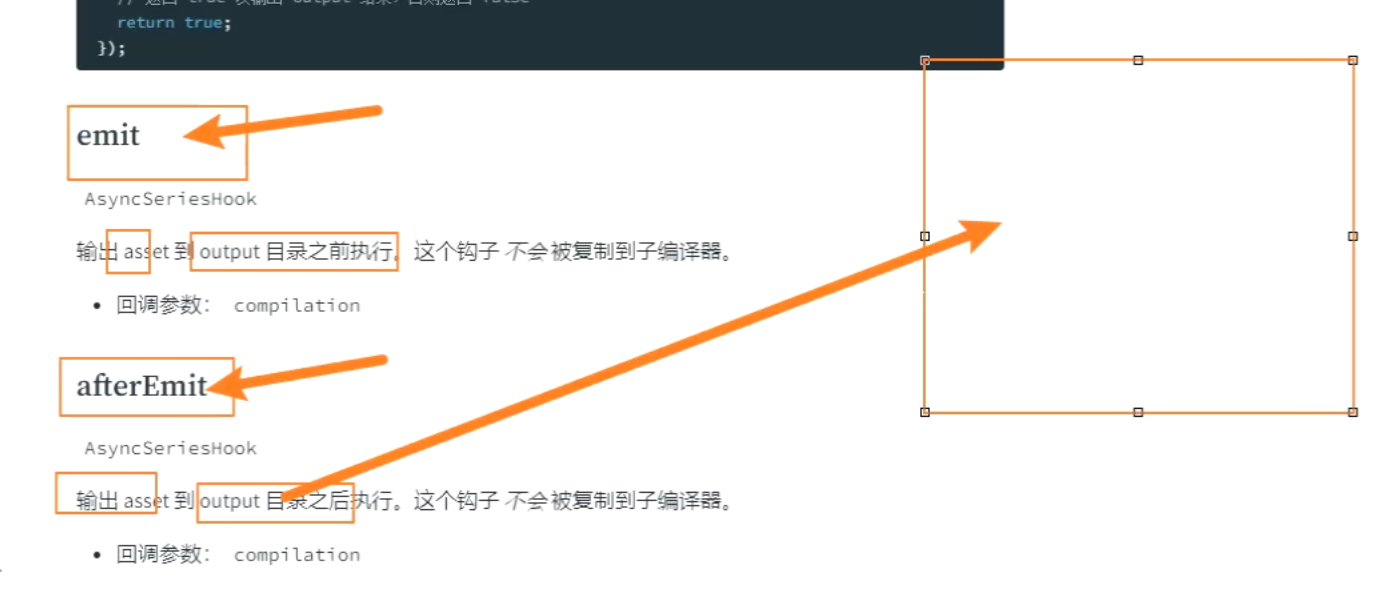 // 返回 true 以输出 output 结果，否则返回 false
return true;
});
emit
AsyncSeriesHook
输出 asset 到 output 目录之前执行。这个钩子 不会 被复制到子编译器。
• 回调参数： compilation
afterEmit
AsyncSeriesHook
输出 asset 到 output 目录之后执行。这个钩子 不会 被复制到子编译器。
• 回调参数： compilation